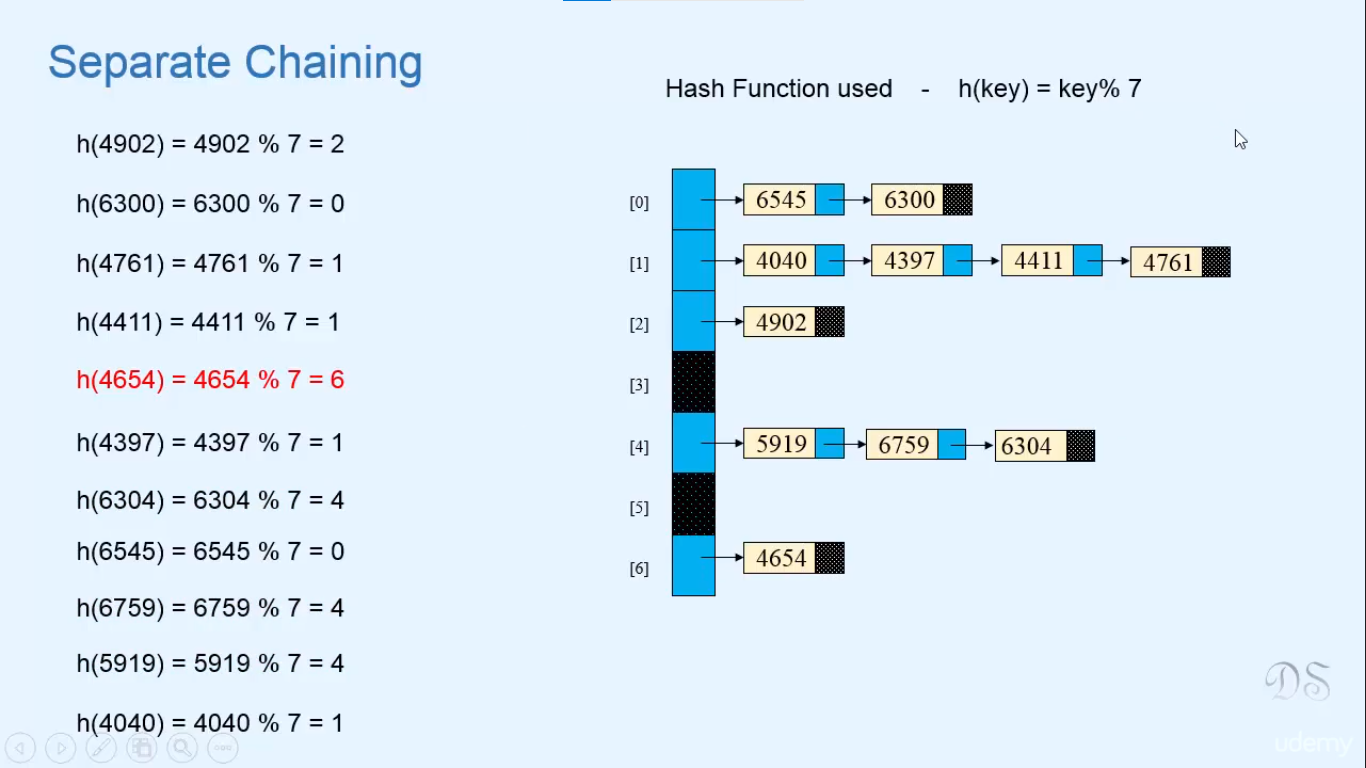 Separate Chaining
Hash Function used - h(key) = key% 7
h(4902) = 4902 % 7 = 2
h(6300) = 6300 % 7 = 0
h(4761) = 4761 % 7 = 1
h(4411) = 4411 % 7 = 1
h(4654) = 4654 % 7 = 6
h(4397) = 4397 % 7 = 1
h(6304) = 6304 % 7 = 4
h(6545) = 6545 % 7 = 0
h(6759) = 6759 % 7 = 4
h(5919) = 5919 % 7 = 4
h(4040) = 4040 % 7 = 1
[0] 6545 6300
[1] 4040 4397 4411 4761
[2] 4902
[3]
[4] 5919 6759 6304
[5]
[6] 4654
DS
udemy